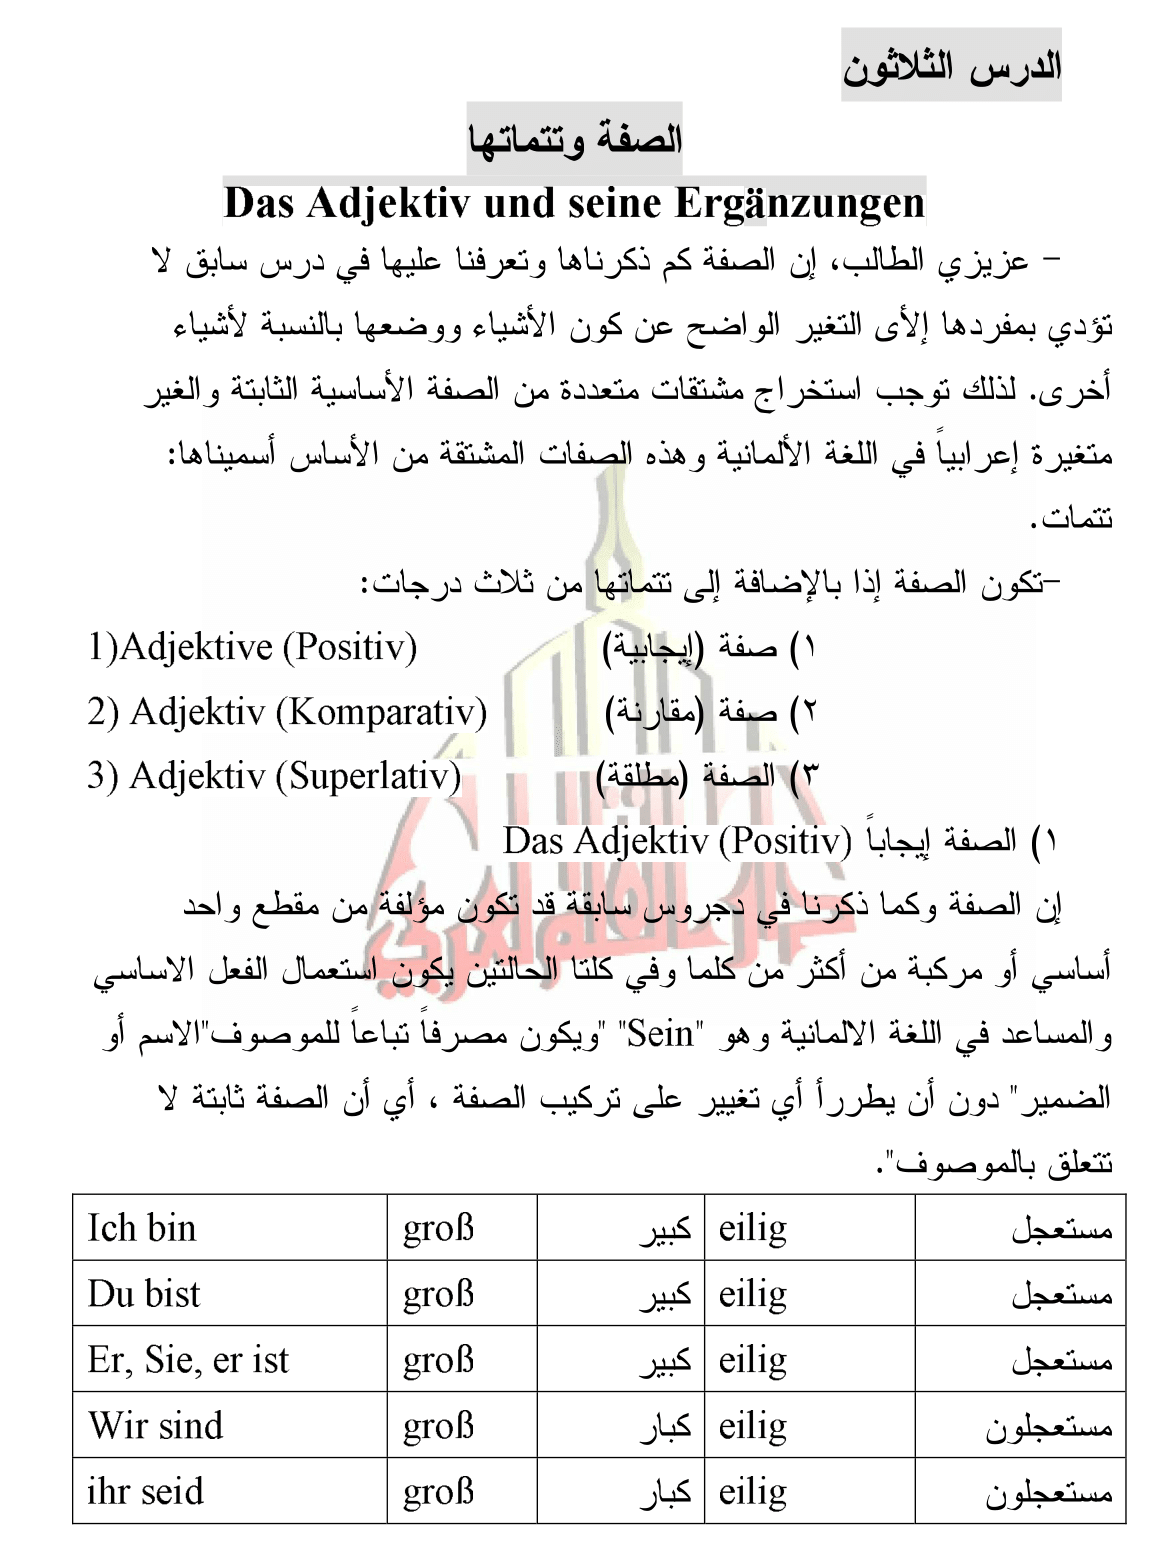 الدرس الثلاثون
الصفة وتتماتها
Das Adjektiv und seine Ergänzungen
- عزيزي الطالب، إن الصفة كم ذكرناها وتعرفنا عليها في درس سابق لا
تؤدي بمفردها إلأى التغير الواضح عن كون الأشياء ووضعها بالنسبة لأشياء
أخرى. لذلك توجب استخراج مشتقات متعددة من الصفة الأساسية الثابتة والغير
متغيرة إعرابياً في اللغة الألمانية وهذه الصفات المشتقة من الأساس أسميناها:
تتمات.
-تكون الصفة إذا بالإضافة إلى تتماتها من ثلاث درجات:
1)Adjektive (Positiv) ١) صفة (إيجابية)
2) Adjektiv (Komparativ) ٢) صفة (مقارنة)
3) Adjektiv (Superlativ) ٣) الصفة (مطلقة)
١) الصفة إيجاباً Das Adjektiv (Positiv)
إن الصفة وكما ذكرنا في دجروس سابقة قد تكون مؤلفة من مقطع واحد
أساسي أو مركبة من أكثر من كلما وفي كلتا الحالتين يكون استعمال الفعل الاساسي
والمساعد في اللغة الالمانية وهو "Sein" "ويكون مصرفاً تباعاً للموصوف"الاسم أو
الضمير" دون أن يطررأ أي تغيير على تركيب الصفة ، أي أن الصفة ثابتة لا
تتعلق بالموصوف".
Ich bin groß كبير eilig مستعجل
Du bist groß كبير eilig مستعجل
Er, Sie, er ist groß كبير eilig مستعجل
Wir sind groß كبار eilig مستعجلون
ihr seid groß كبار eilig مستعجلون
دار القلم العربي